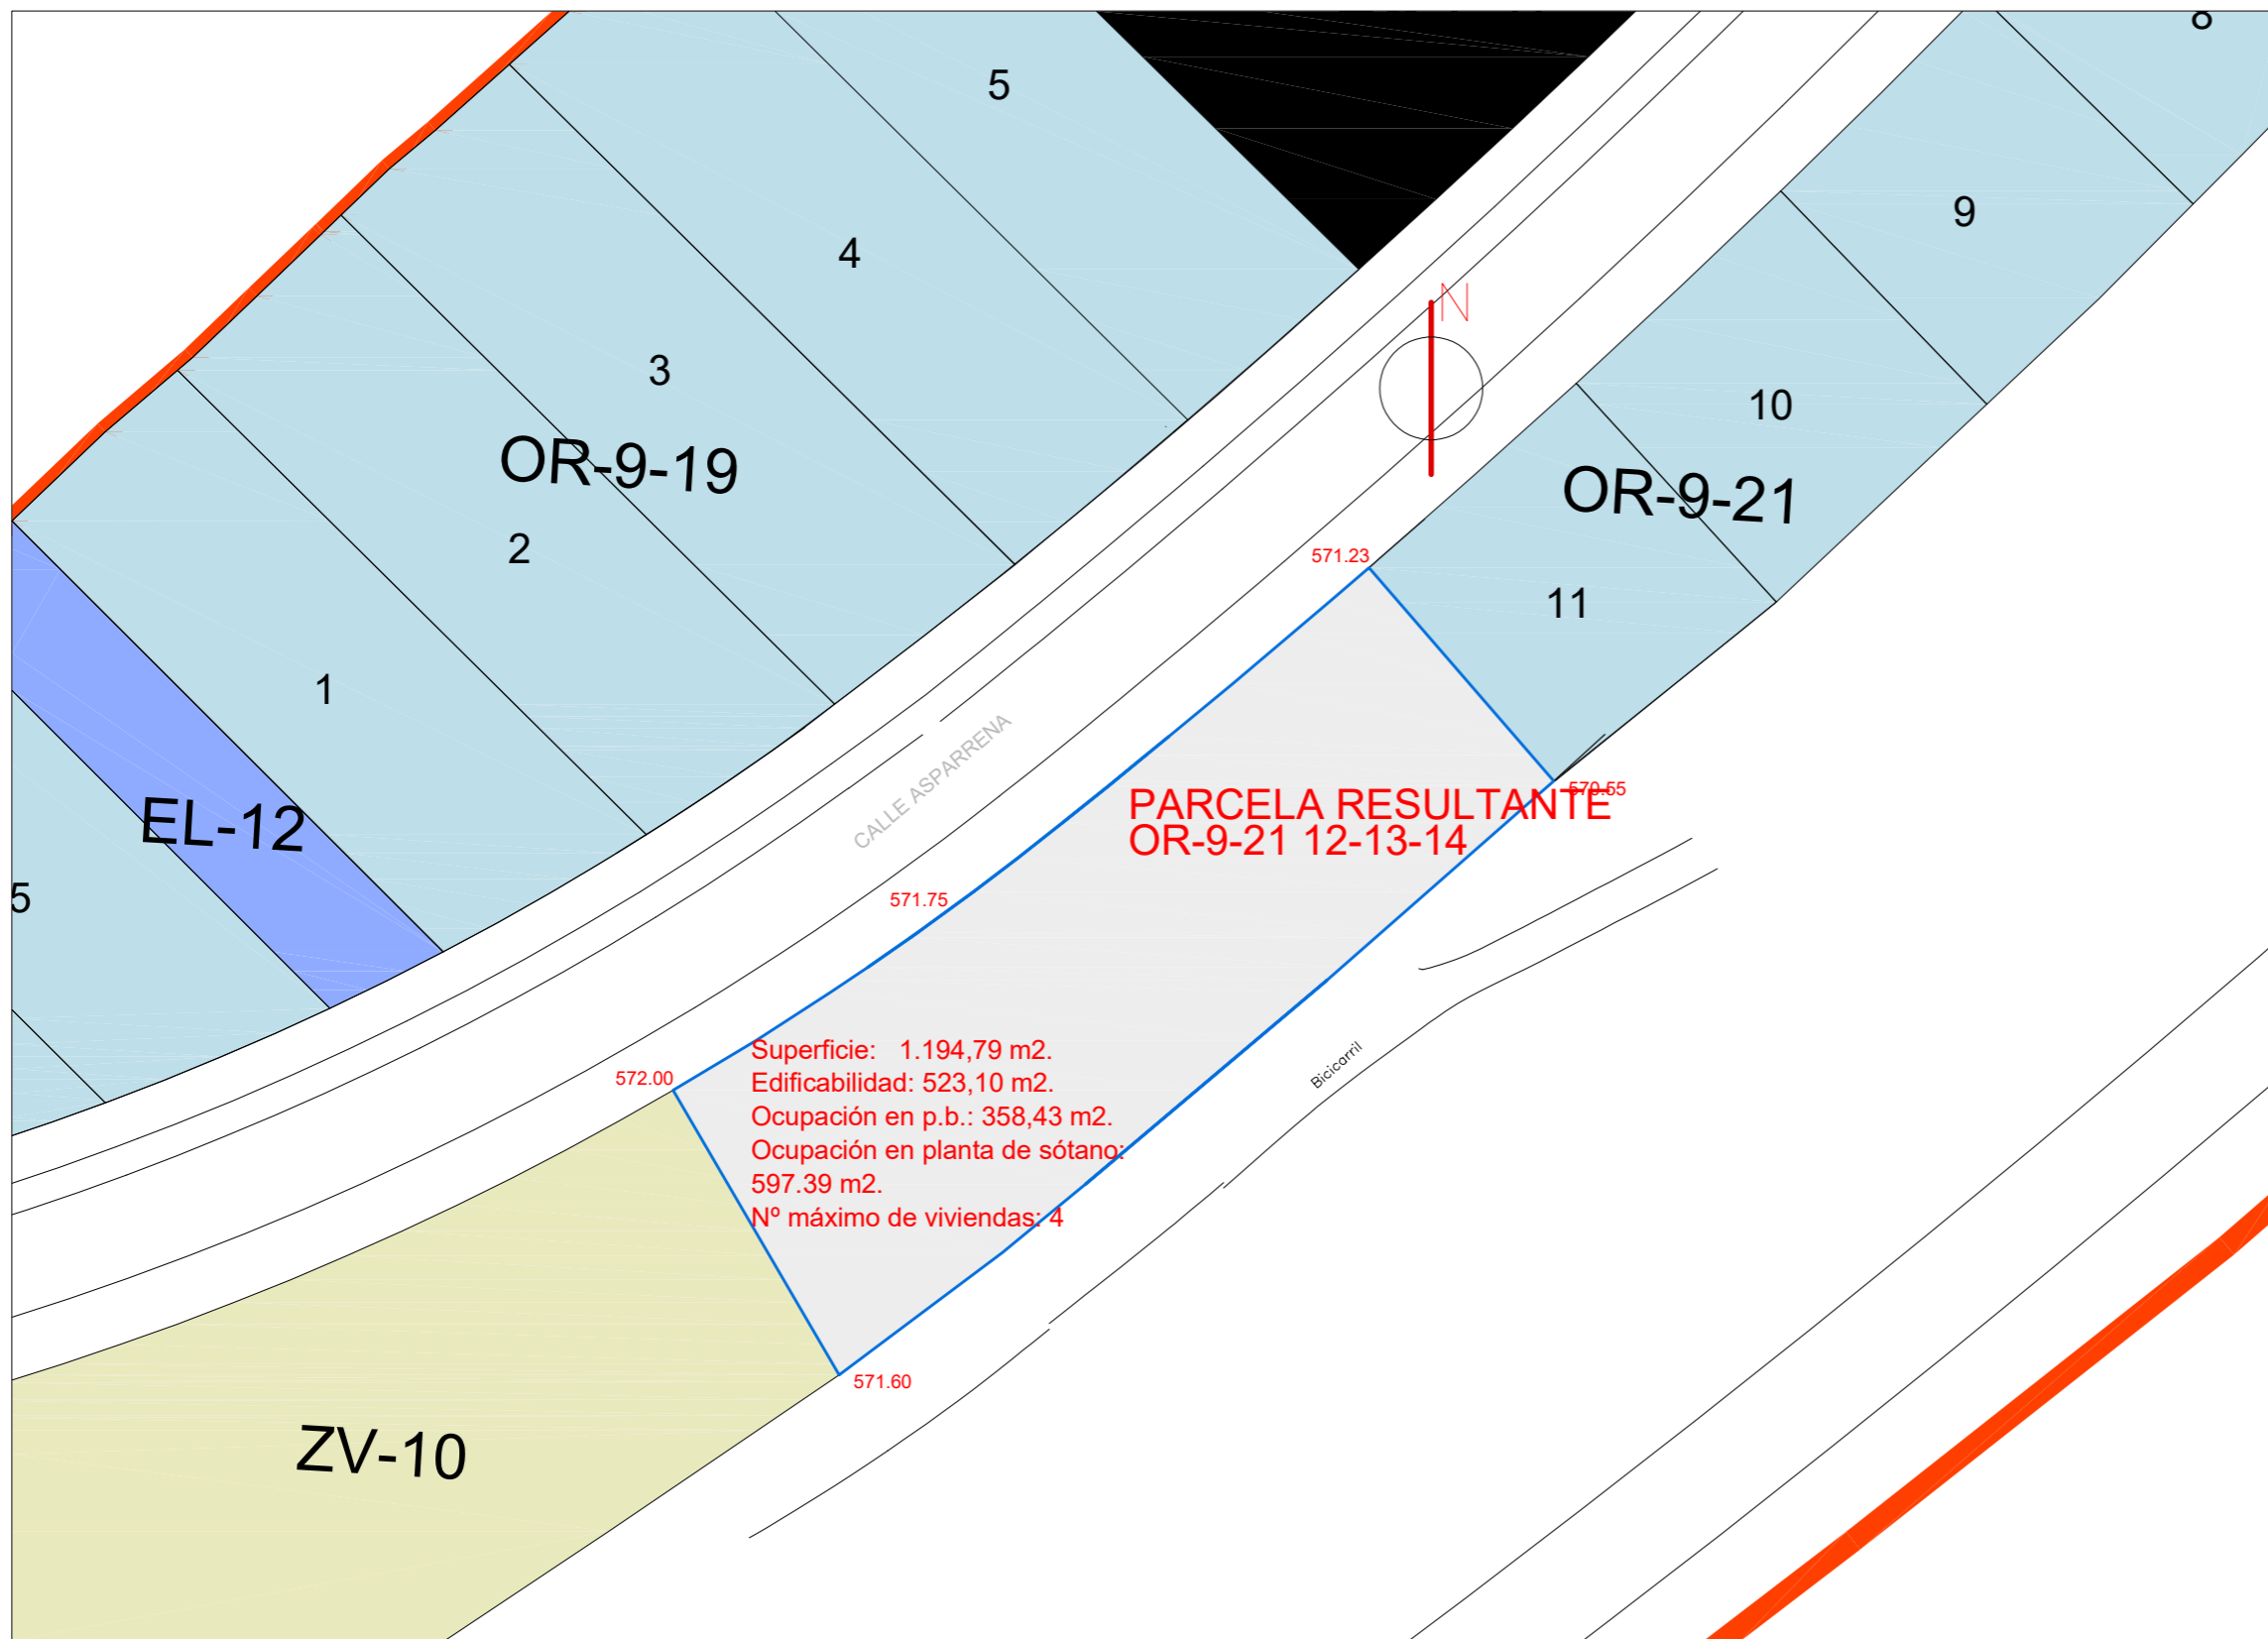 8
5
9
4
N
3
10
OR-9-19
OR-9-21
2
571.23
11
1
CALLE ASPARRENA
570.55
PARCELA RESULTANTE
OR-9-21 12-13-14
EL-12
5
571.75
Superficie: 1.194,79 m2.
Edificabilidad: 523,10 m2.
Ocupación en p.b.: 358,43 m2.
Ocupación en planta de sótano:
597.39 m2.
Nº máximo de viviendas: 4
572.00
Bicicarril
571.60
ZV-10